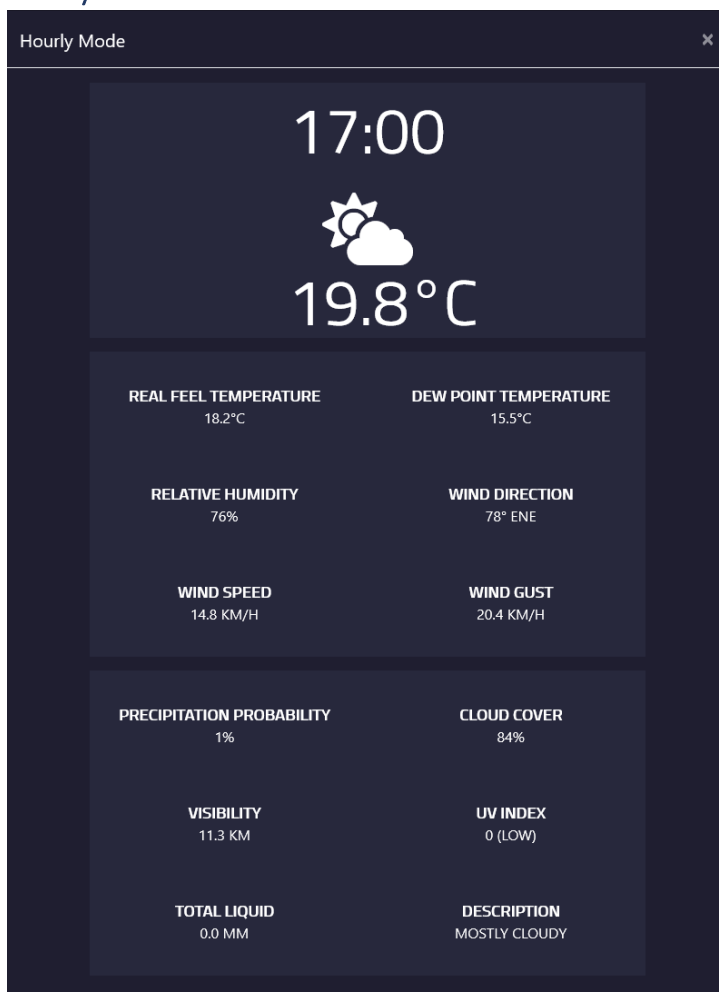 Hourly Mode ×
17:00
19.8°C
REAL FEEL TEMPERATURE
18.2°C
DEW POINT TEMPERATURE
15.5°C
RELATIVE HUMIDITY
76%
WIND DIRECTION
78° ENE
WIND SPEED
14.8 KM/H
WIND GUST
20.4 KM/H
PRECIPITATION PROBABILITY
1%
CLOUD COVER
84%
VISIBILITY
11.3 KM
UV INDEX
0 (LOW)
TOTAL LIQUID
0.0 MM
DESCRIPTION
MOSTLY CLOUDY